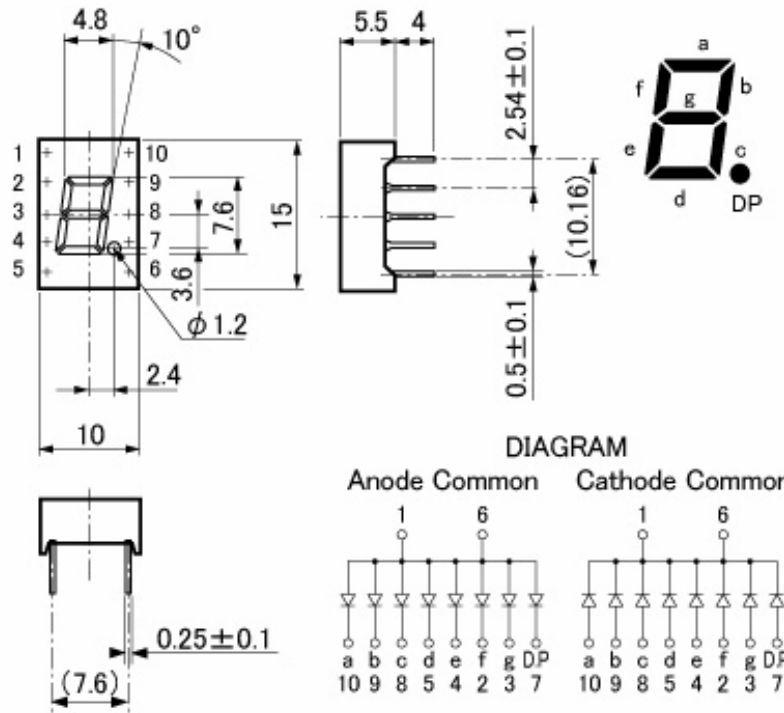 4.8
10°
5.5
4
2.54±0.1
a
f
b
g
e
c
d
DP
1
10
2
9
3
8
4
7
5
6
7.6
15
3.6
(10.16)
φ1.2
0.5±0.1
2.4
10
DIAGRAM
Anode Common
Cathode Common
1 6
1 6
a b c d e f g D.P
10 9 8 5 4 2 3 7
a b c d e f g D.P
10 9 8 5 4 2 3 7
0.25±0.1
(7.6)